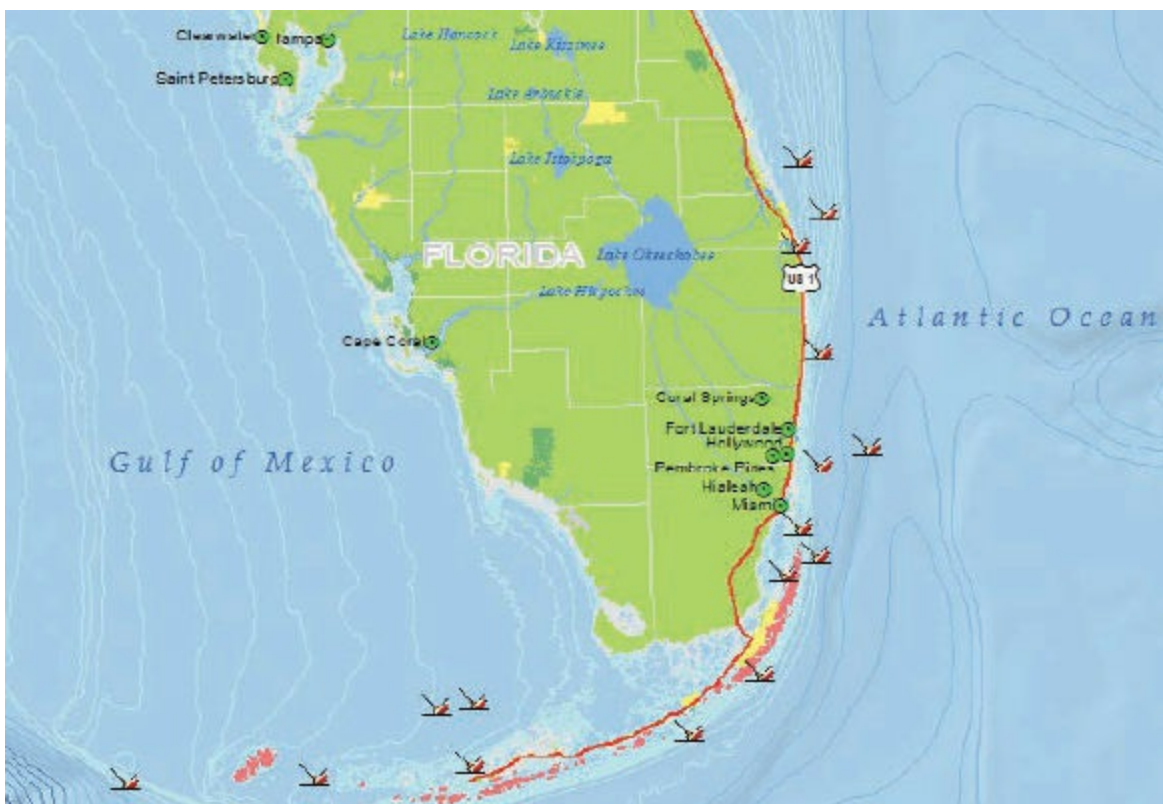 Clearwater
Tampa
Lake Hancock
Lake Kissimee
Saint Petersburg
Lake Arbuckle
Lake Istokpoga
FLORIDA
Lake Okeechobee
US 1
Lake Hicpochee
Atlantic Ocean
Cape Coral
Coral Springs
Fort Lauderdale
Hollywood
Gulf of Mexico
Pembroke Pines
Hialeah
Miami